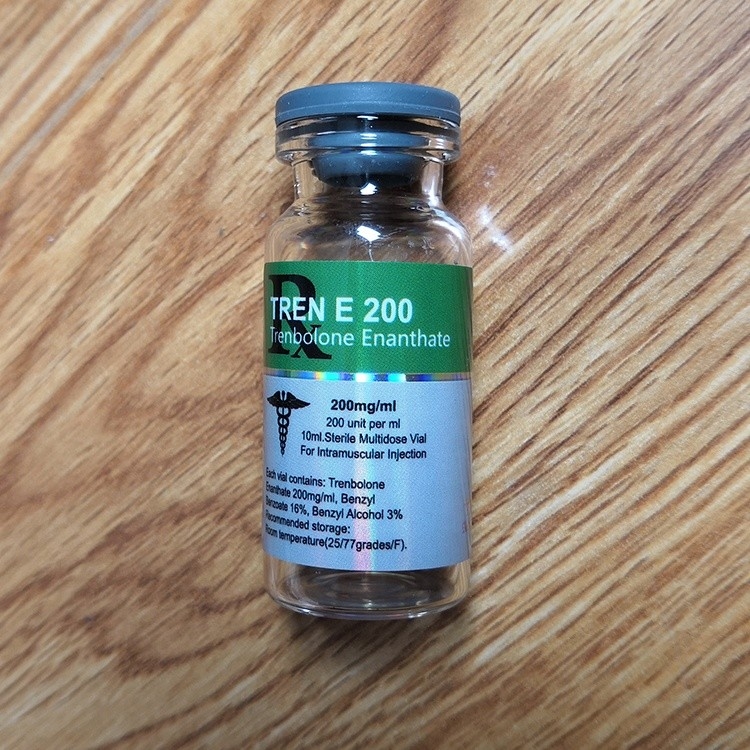 Rx
TREN E 200
Trenbolone Enanthate
200mg/ml
200 unit per ml
10ml.Sterile Multidose Vial
For Intramuscular Injection
Each vial contains: Trenbolone
Enanthate 200mg/ml, Benzyl
Benzoate 16%, Benzyl Alcohol 3%
Recommended storage:
Room temperature(25/77grades/F).